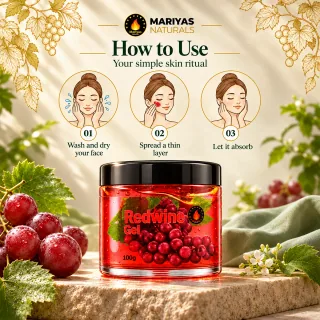 MARIYAS
NATURALS
How to Use
Your simple skin ritual
01
Wash and dry
your face
02
Spread a thin
layer
03
Let it absorb
Redwine
Gel
100g